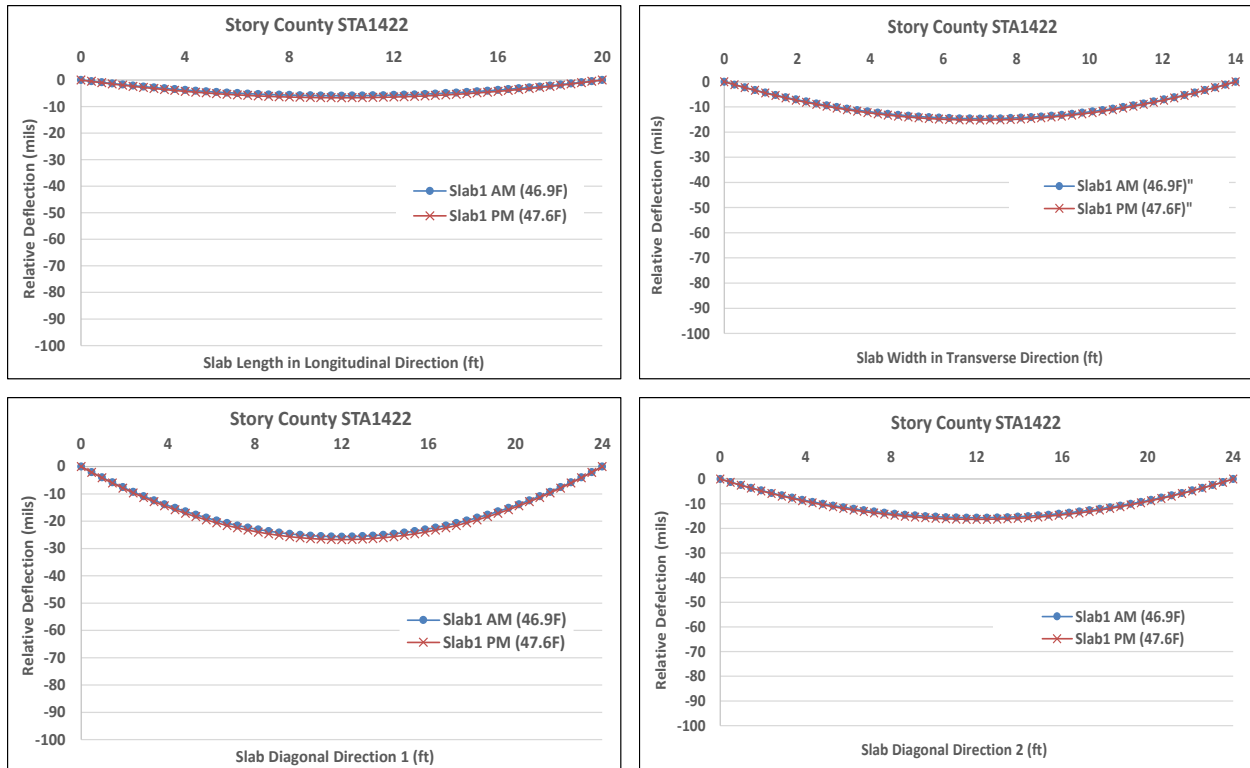 Story County STA1422
0 4 8 12 16 20
0
-10
-20
-30
-40
-50
-60
-70
-80
-90
-100
Relative Deflection (mils)
Slab1 AM (46.9F)
Slab1 PM (47.6F)
Slab Length in Longitudinal Direction (ft)
Story County STA1422
0 2 4 6 8 10 12 14
0
-10
-20
-30
-40
-50
-60
-70
-80
-90
-100
Relative Deflection (mils)
Slab1 AM (46.9F)"
Slab1 PM (47.6F)"
Slab Width in Transverse Direction (ft)
Story County STA1422
0 4 8 12 16 20 24
0
-10
-20
-30
-40
-50
-60
-70
-80
-90
-100
Relative Deflection (mils)
Slab1 AM (46.9F)
Slab1 PM (47.6F)
Slab Diagonal Direction 1 (ft)
Story County STA1422
0 4 8 12 16 20 24
0
-10
-20
-30
-40
-50
-60
-70
-80
-90
-100
Relative Defelction (mils)
Slab1 AM (46.9F)
Slab1 PM (47.6F)
Slab Diagonal Direction 2 (ft)